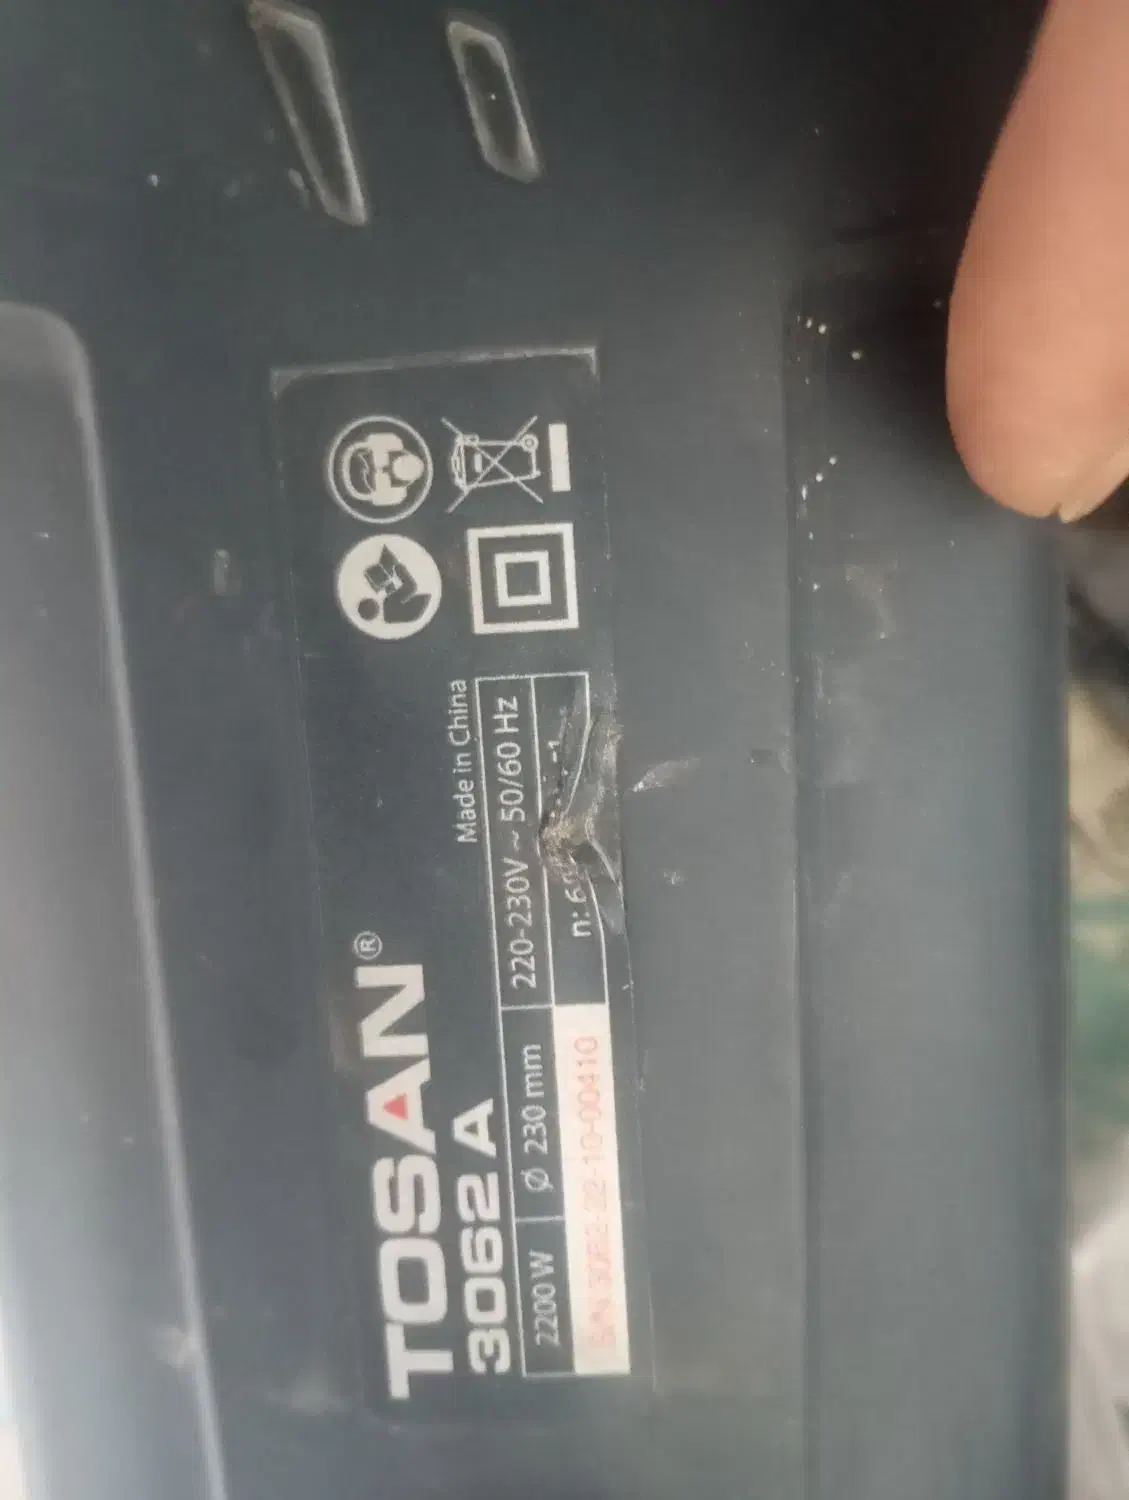 TOSAN®
3062 A
Made in China
2200 W Ø 230 mm 220-230V ~ 50/60 Hz
n: